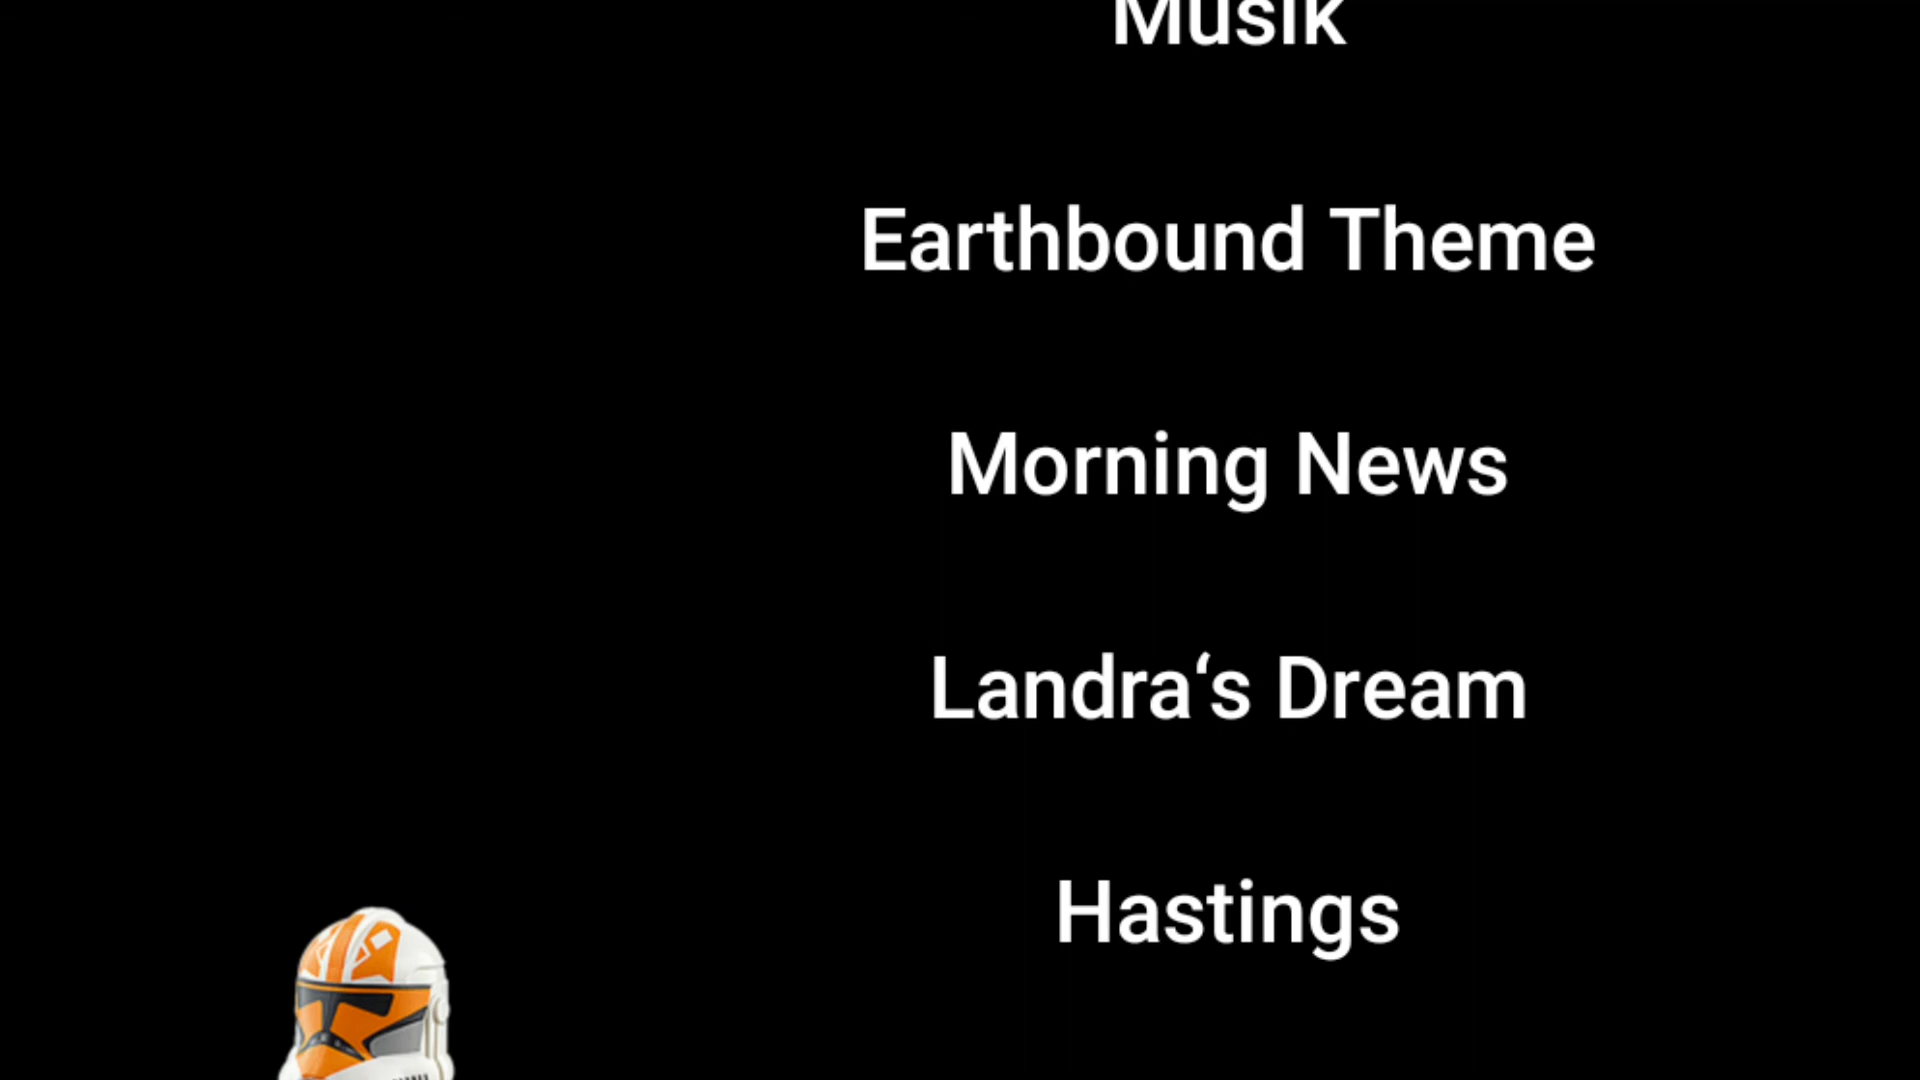 Musik
Earthbound Theme
Morning News
Landra‘s Dream
Hastings